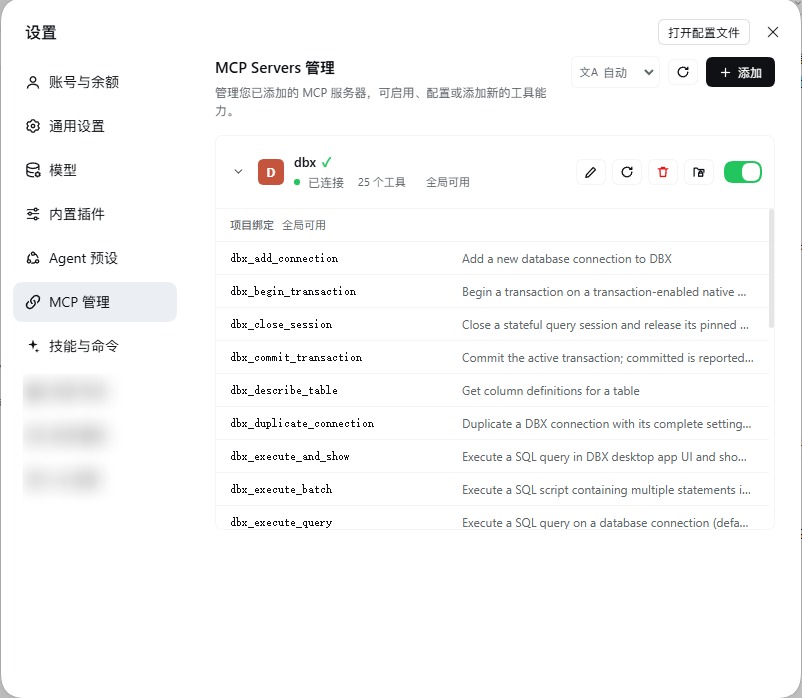 设置
打开配置文件
账号与余额
通用设置
模型
内置插件
Agent 预设
MCP 管理
技能与命令
MCP Servers 管理
管理您已添加的 MCP 服务器，可启用、配置或添加新的工具能
力。
文A 自动
添加
D
dbx
已连接 25 个工具 全局可用
项目绑定 全局可用
dbx_add_connection Add a new database connection to DBX
dbx_begin_transaction Begin a transaction on a transaction-enabled native ...
dbx_close_session Close a stateful query session and release its pinned ...
dbx_commit_transaction Commit the active transaction; committed is reported...
dbx_describe_table Get column definitions for a table
dbx_duplicate_connection Duplicate a DBX connection with its complete setting...
dbx_execute_and_show Execute a SQL query in DBX desktop app UI and sho...
dbx_execute_batch Execute a SQL script containing multiple statements i...
dbx_execute_query Execute a SQL query on a database connection (defa...